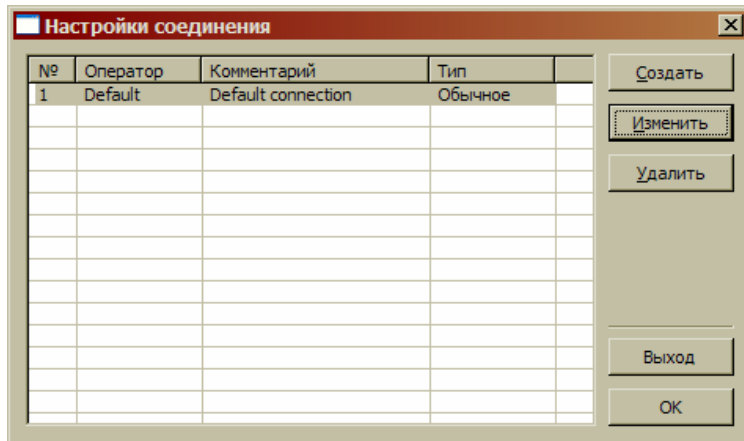 Настройки соединения
№ Оператор Комментарий Тип
1 Default Default connection Обычное
Создать
Изменить
Удалить
Выход
OK